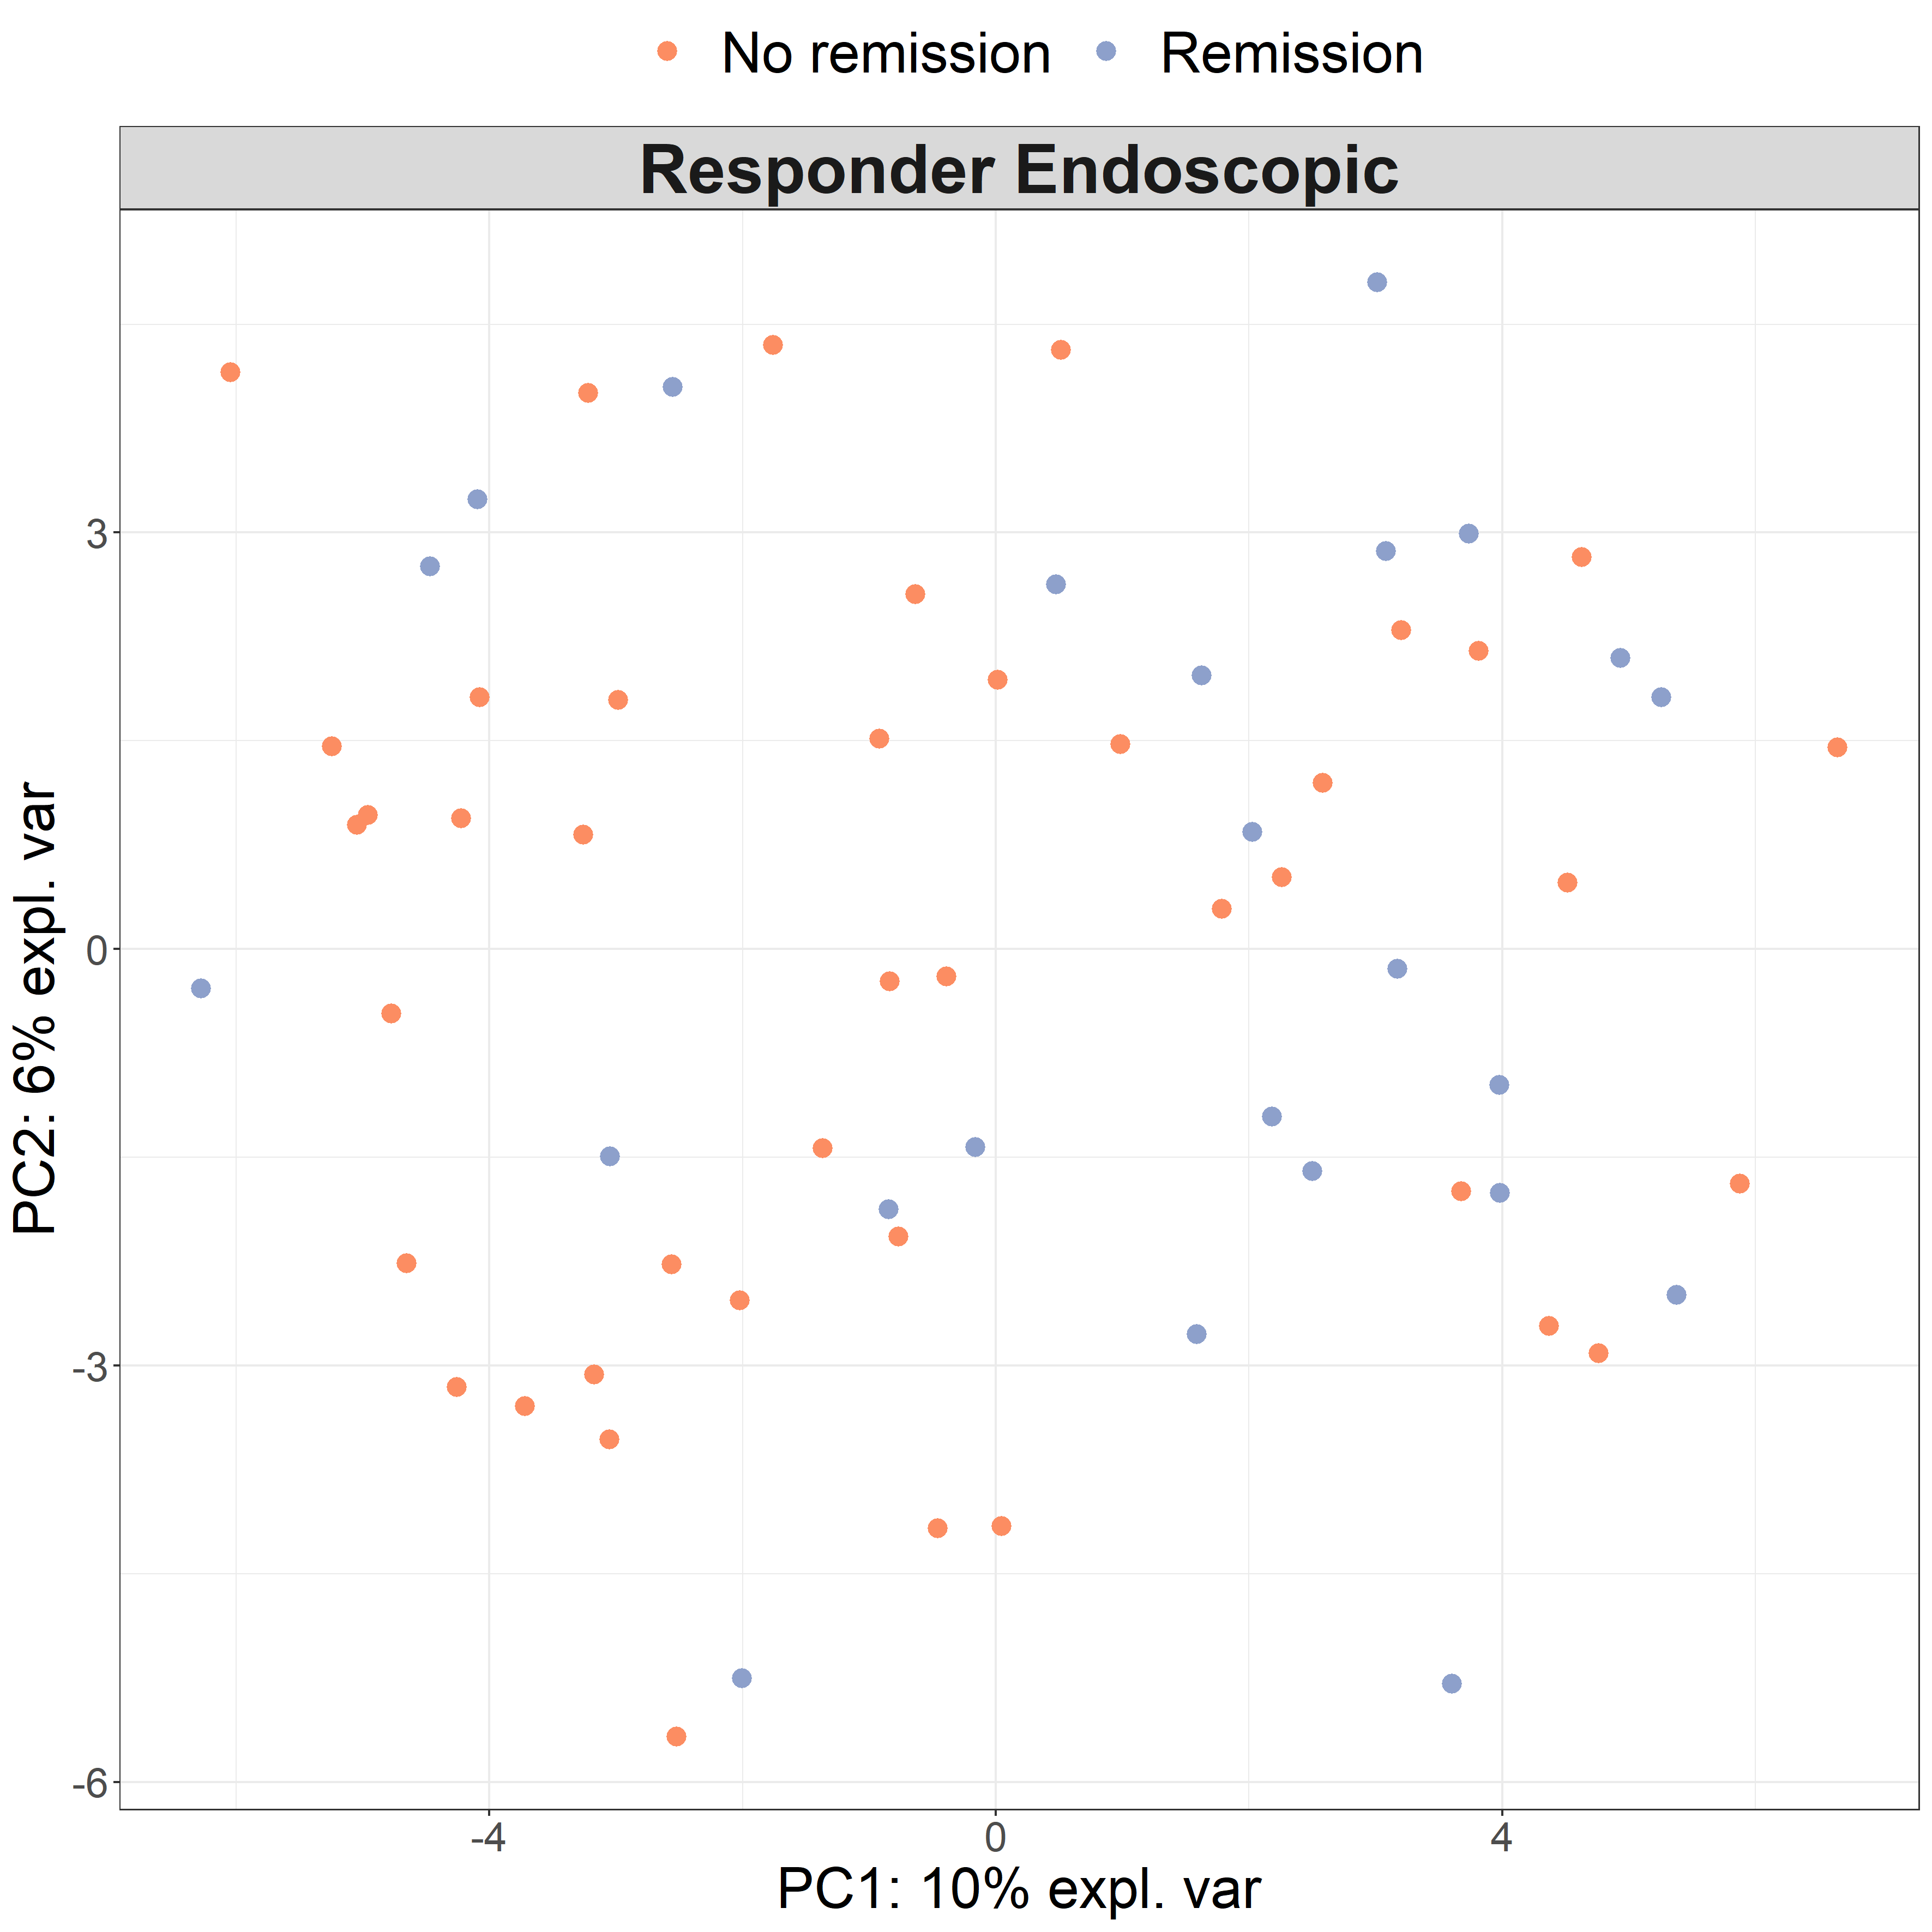 No remission Remission
Responder Endoscopic
PC2: 6% expl. var
3
0
-3
-6
-4 0 4
PC1: 10% expl. var